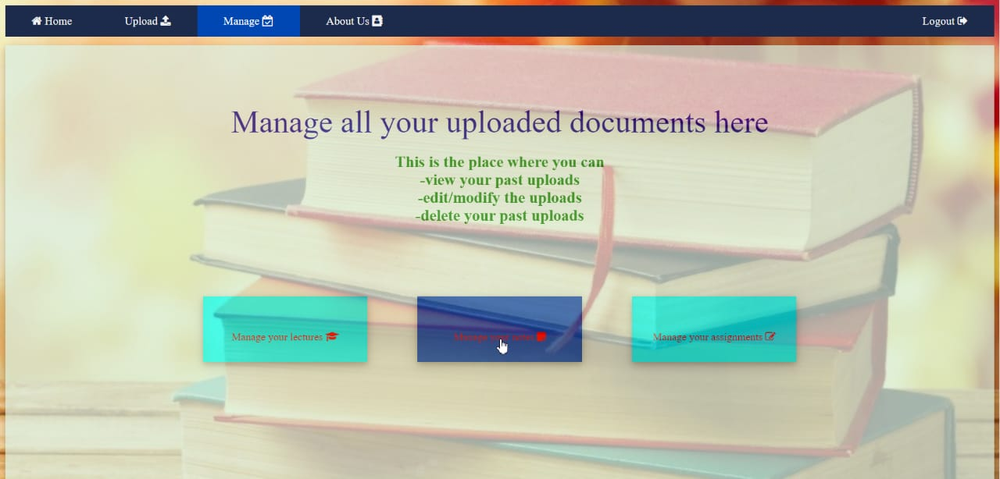 Home Upload Manage About Us Logout
Manage all your uploaded documents here
This is the place where you can
-view your past uploads
-edit/modify the uploads
-delete your past uploads
Manage your lectures Manage your notes Manage your assignments